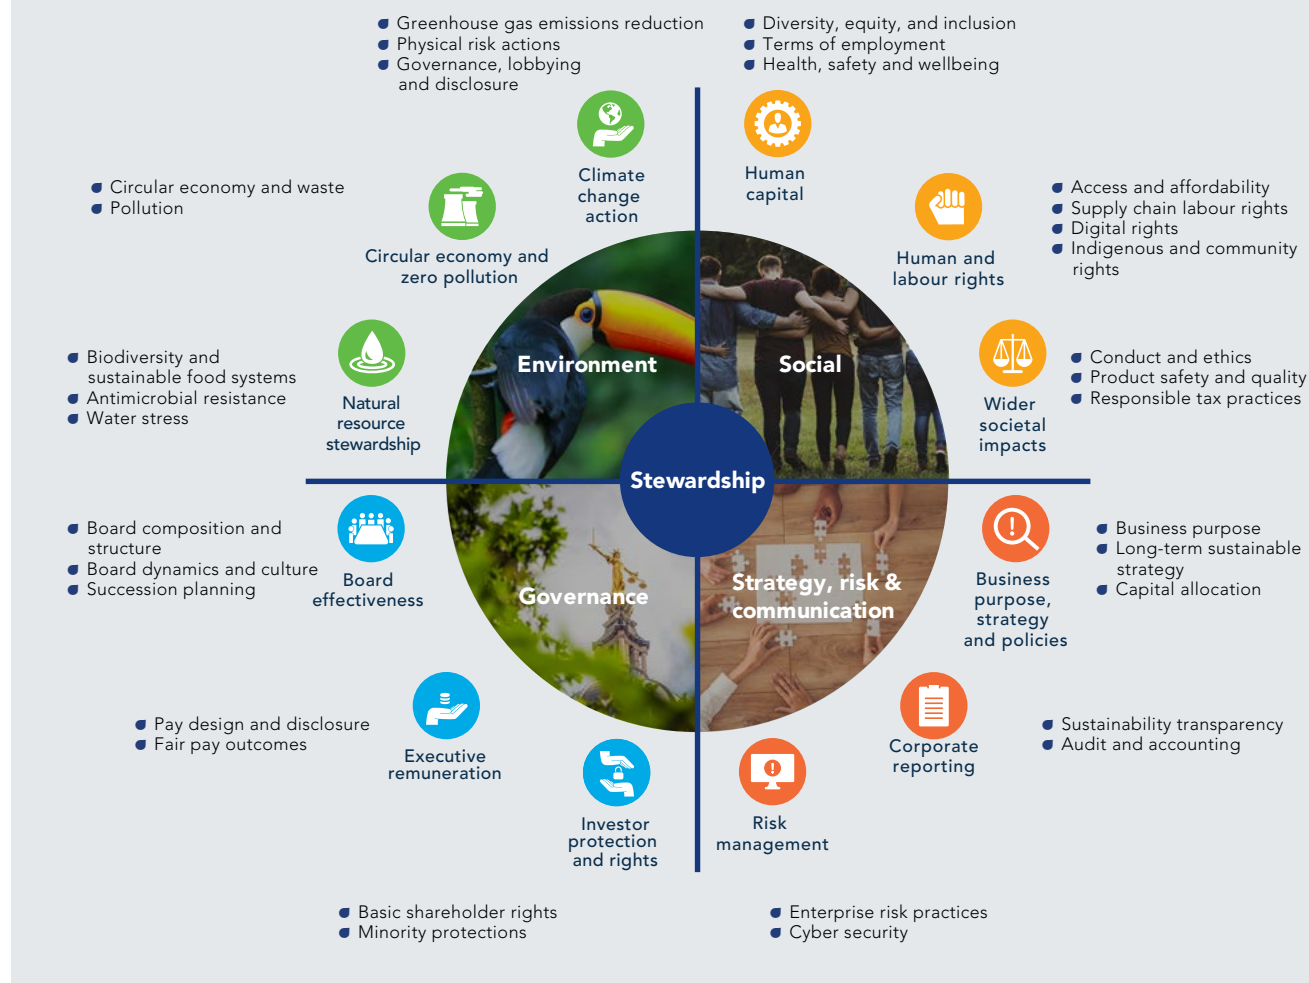 Greenhouse gas emissions reduction
Physical risk actions
Governance, lobbying
and disclosure
Climate
change
action
Circular economy and waste
Pollution
Circular economy and
zero pollution
Biodiversity and
sustainable food systems
Antimicrobial resistance
Water stress
Natural
resource
stewardship
Environment
Diversity, equity, and inclusion
Terms of employment
Health, safety and wellbeing
Human
capital
Access and affordability
Supply chain labour rights
Digital rights
Indigenous and community
rights
Human and
labour rights
Conduct and ethics
Product safety and quality
Responsible tax practices
Wider
societal
impacts
Social
Stewardship
Board composition and
structure
Board dynamics and culture
Succession planning
Board
effectiveness
Governance
Pay design and disclosure
Fair pay outcomes
Executive
remuneration
Investor
protection
and rights
Basic shareholder rights
Minority protections
Strategy, risk &
communication
Business
purpose,
strategy
and policies
Business purpose
Long-term sustainable
strategy
Capital allocation
Corporate
reporting
Sustainability transparency
Audit and accounting
Risk
management
Enterprise risk practices
Cyber security